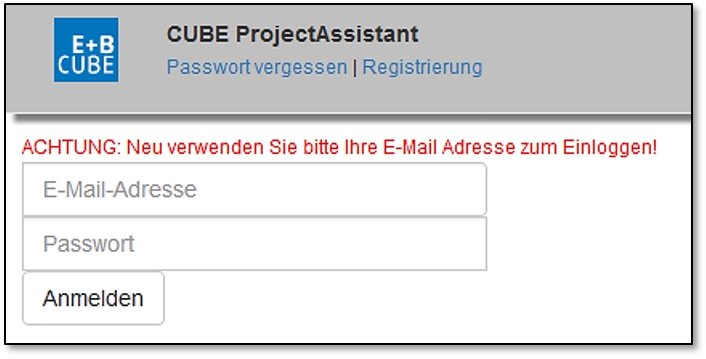 E+B
CUBE
CUBE ProjectAssistant
Passwort vergessen | Registrierung
ACHTUNG: Neu verwenden Sie bitte Ihre E-Mail Adresse zum Einloggen!
E-Mail-Adresse
Passwort
Anmelden